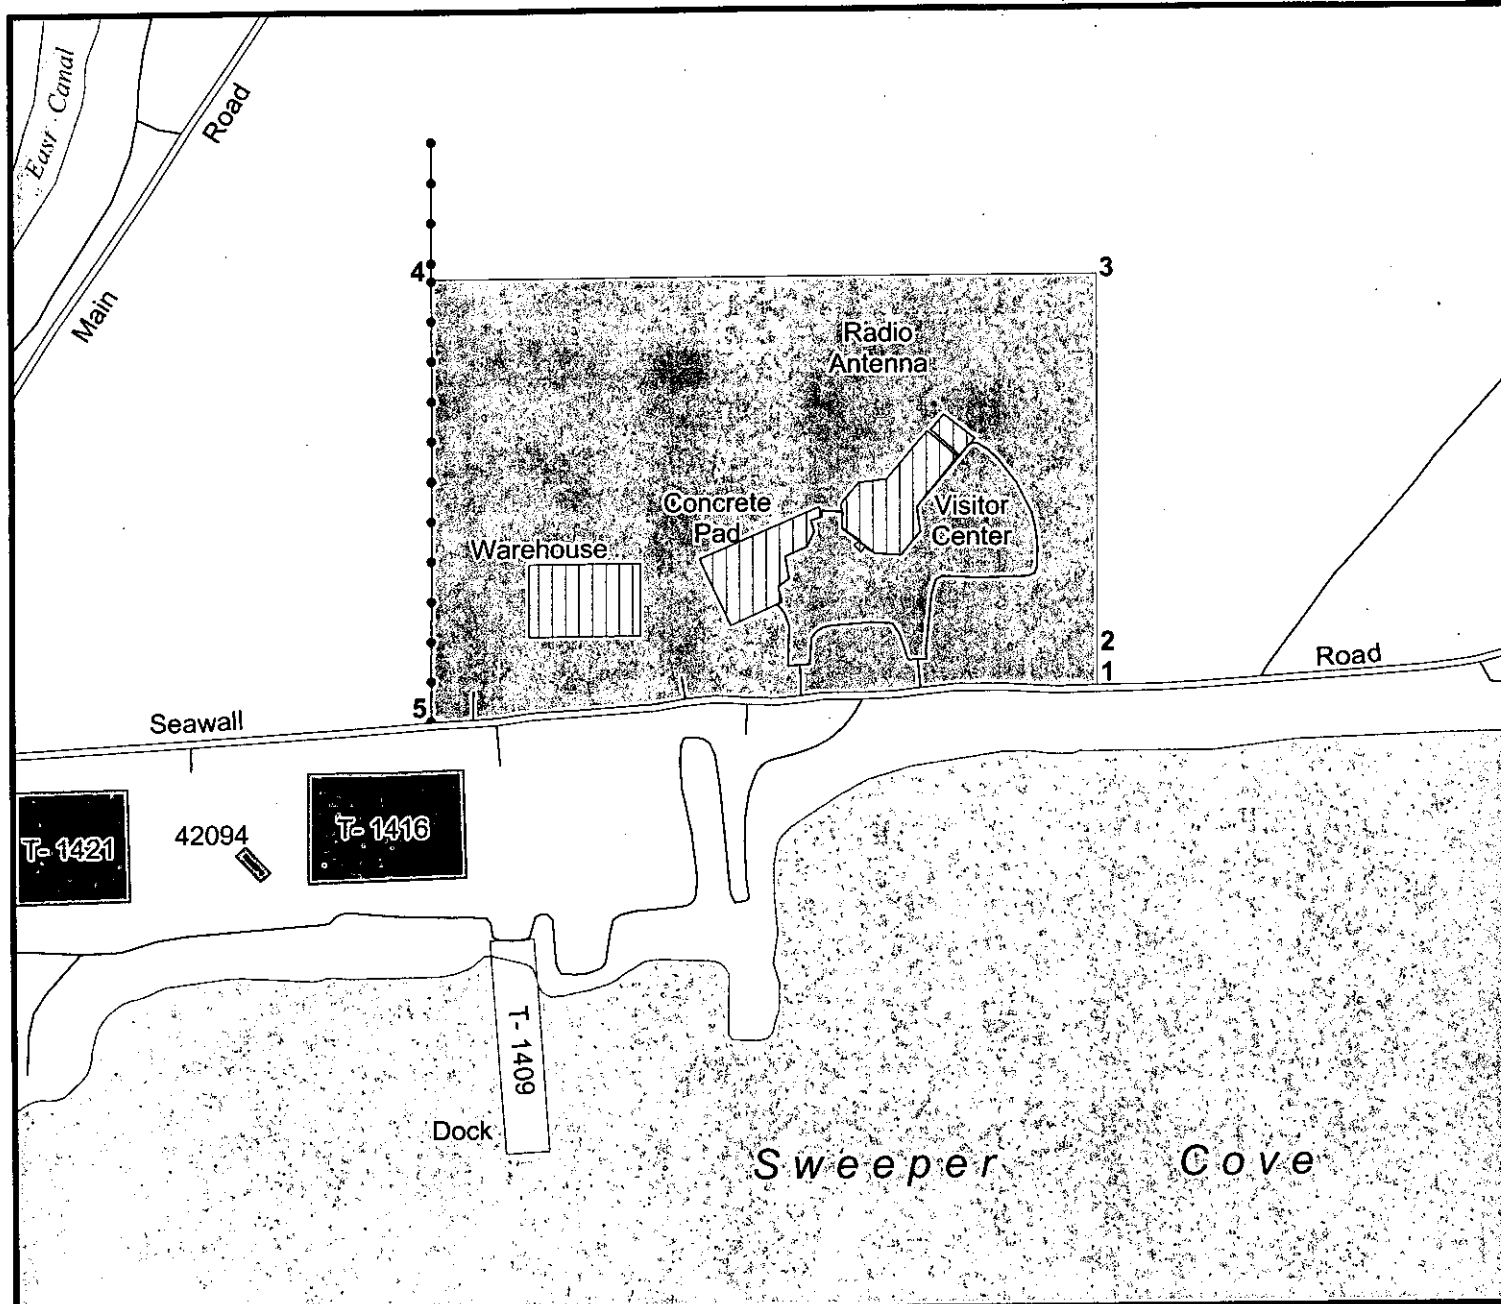 East Canal
Road
Main
4
3
Radio
Antenna
Concrete
Pad
Visitor
Center
Warehouse
2
1
Road
5
Seawall
T-1421
42094
T-1416
T-1409
Dock
Sweeper Cove